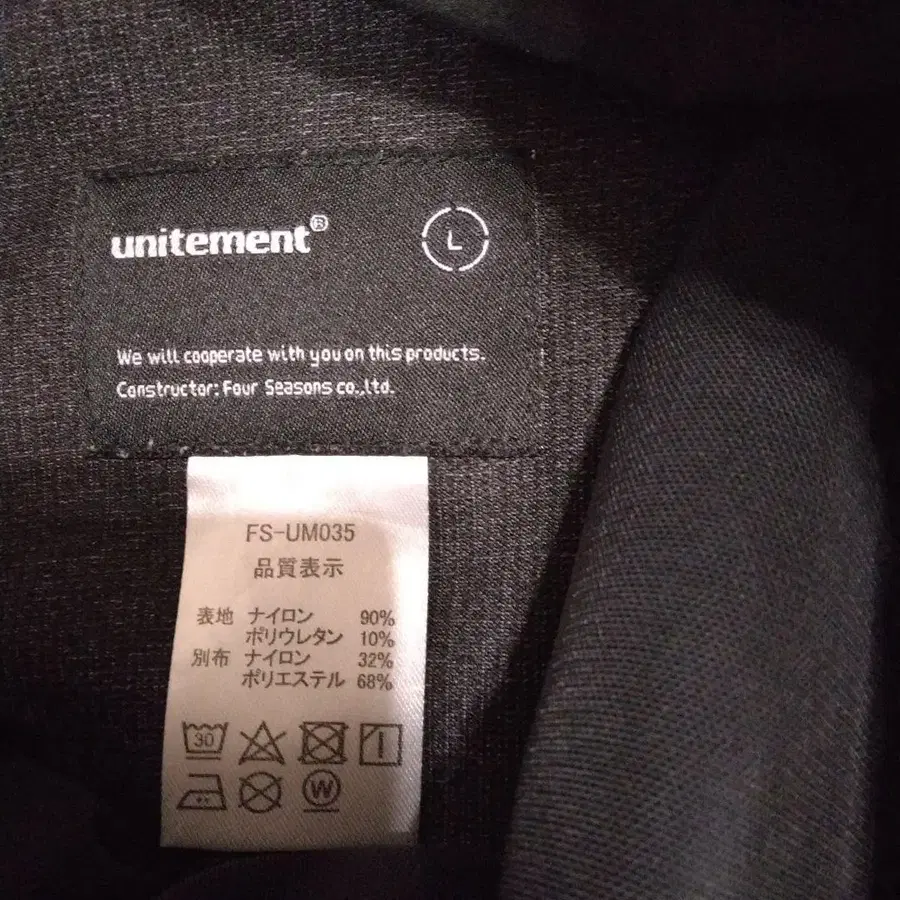 unitement®
L
We will cooperate with you on this products.
Constructor: Four Seasons co.,ltd.
FS-UM035
品質表示
表地 ナイロン 90%
ポリウレタン 10%
別布 ナイロン 32%
ポリエステル 68%
30
W